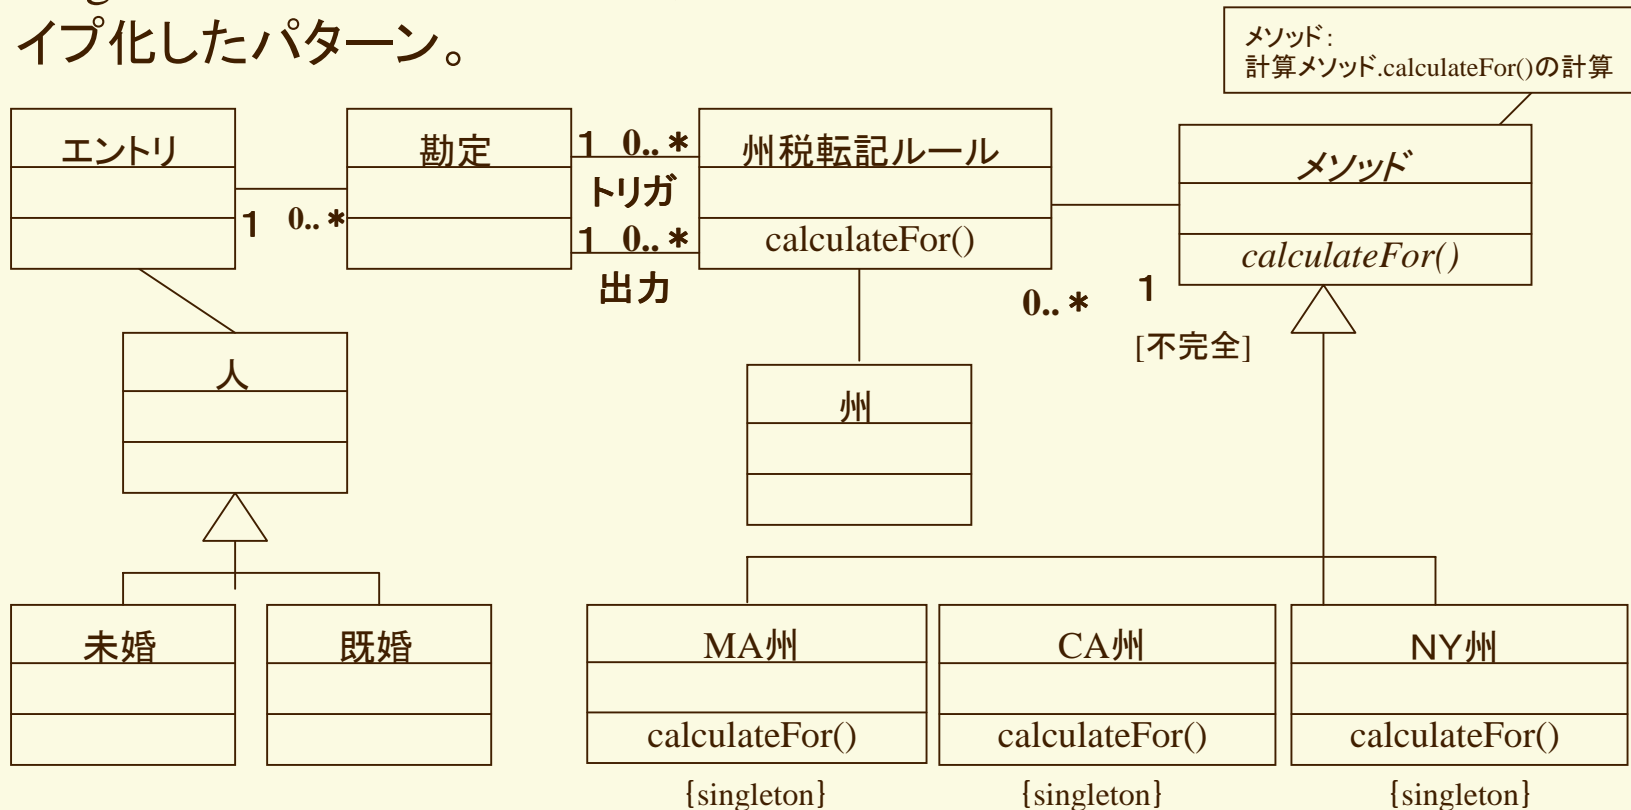 イプ化したパターン。
メソッド:
計算メソッド.calculateFor()の計算
エントリ
勘定
1 0..*
州税転記ルール
メソッド
トリガ
1 0..*
1 0..*
calculateFor()
calculateFor()
出力
0..* 1
[不完全]
人
州
未婚
既婚
MA州
CA州
NY州
calculateFor()
calculateFor()
calculateFor()
{singleton}
{singleton}
{singleton}